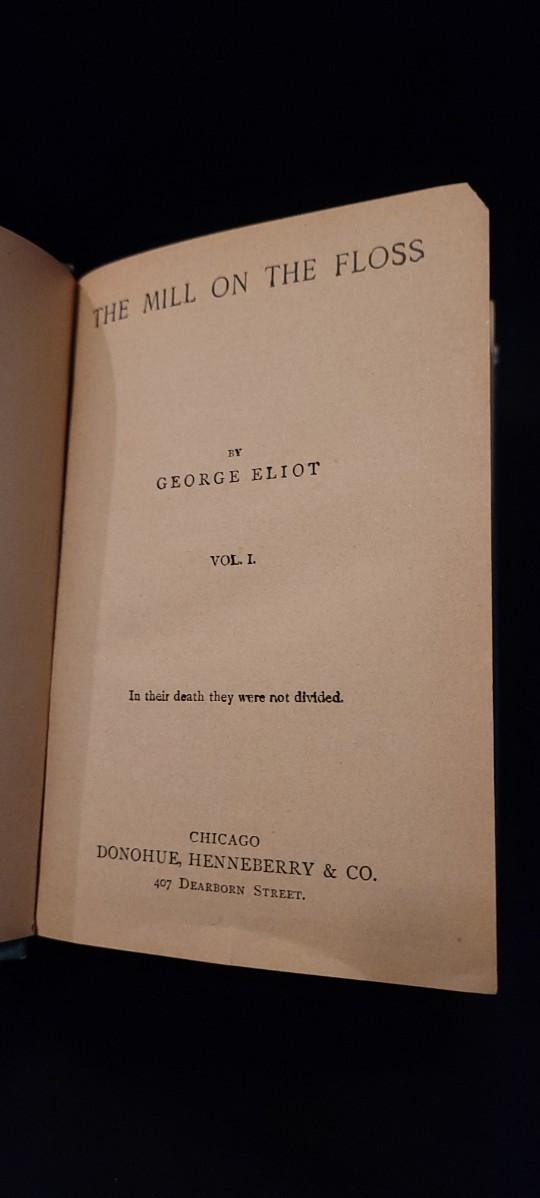 THE MILL ON THE FLOSS
BY
GEORGE ELIOT
VOL. I.
In their death they were not divided.
CHICAGO
DONOHUE, HENNEBERRY & CO.
407 DEARBORN STREET.